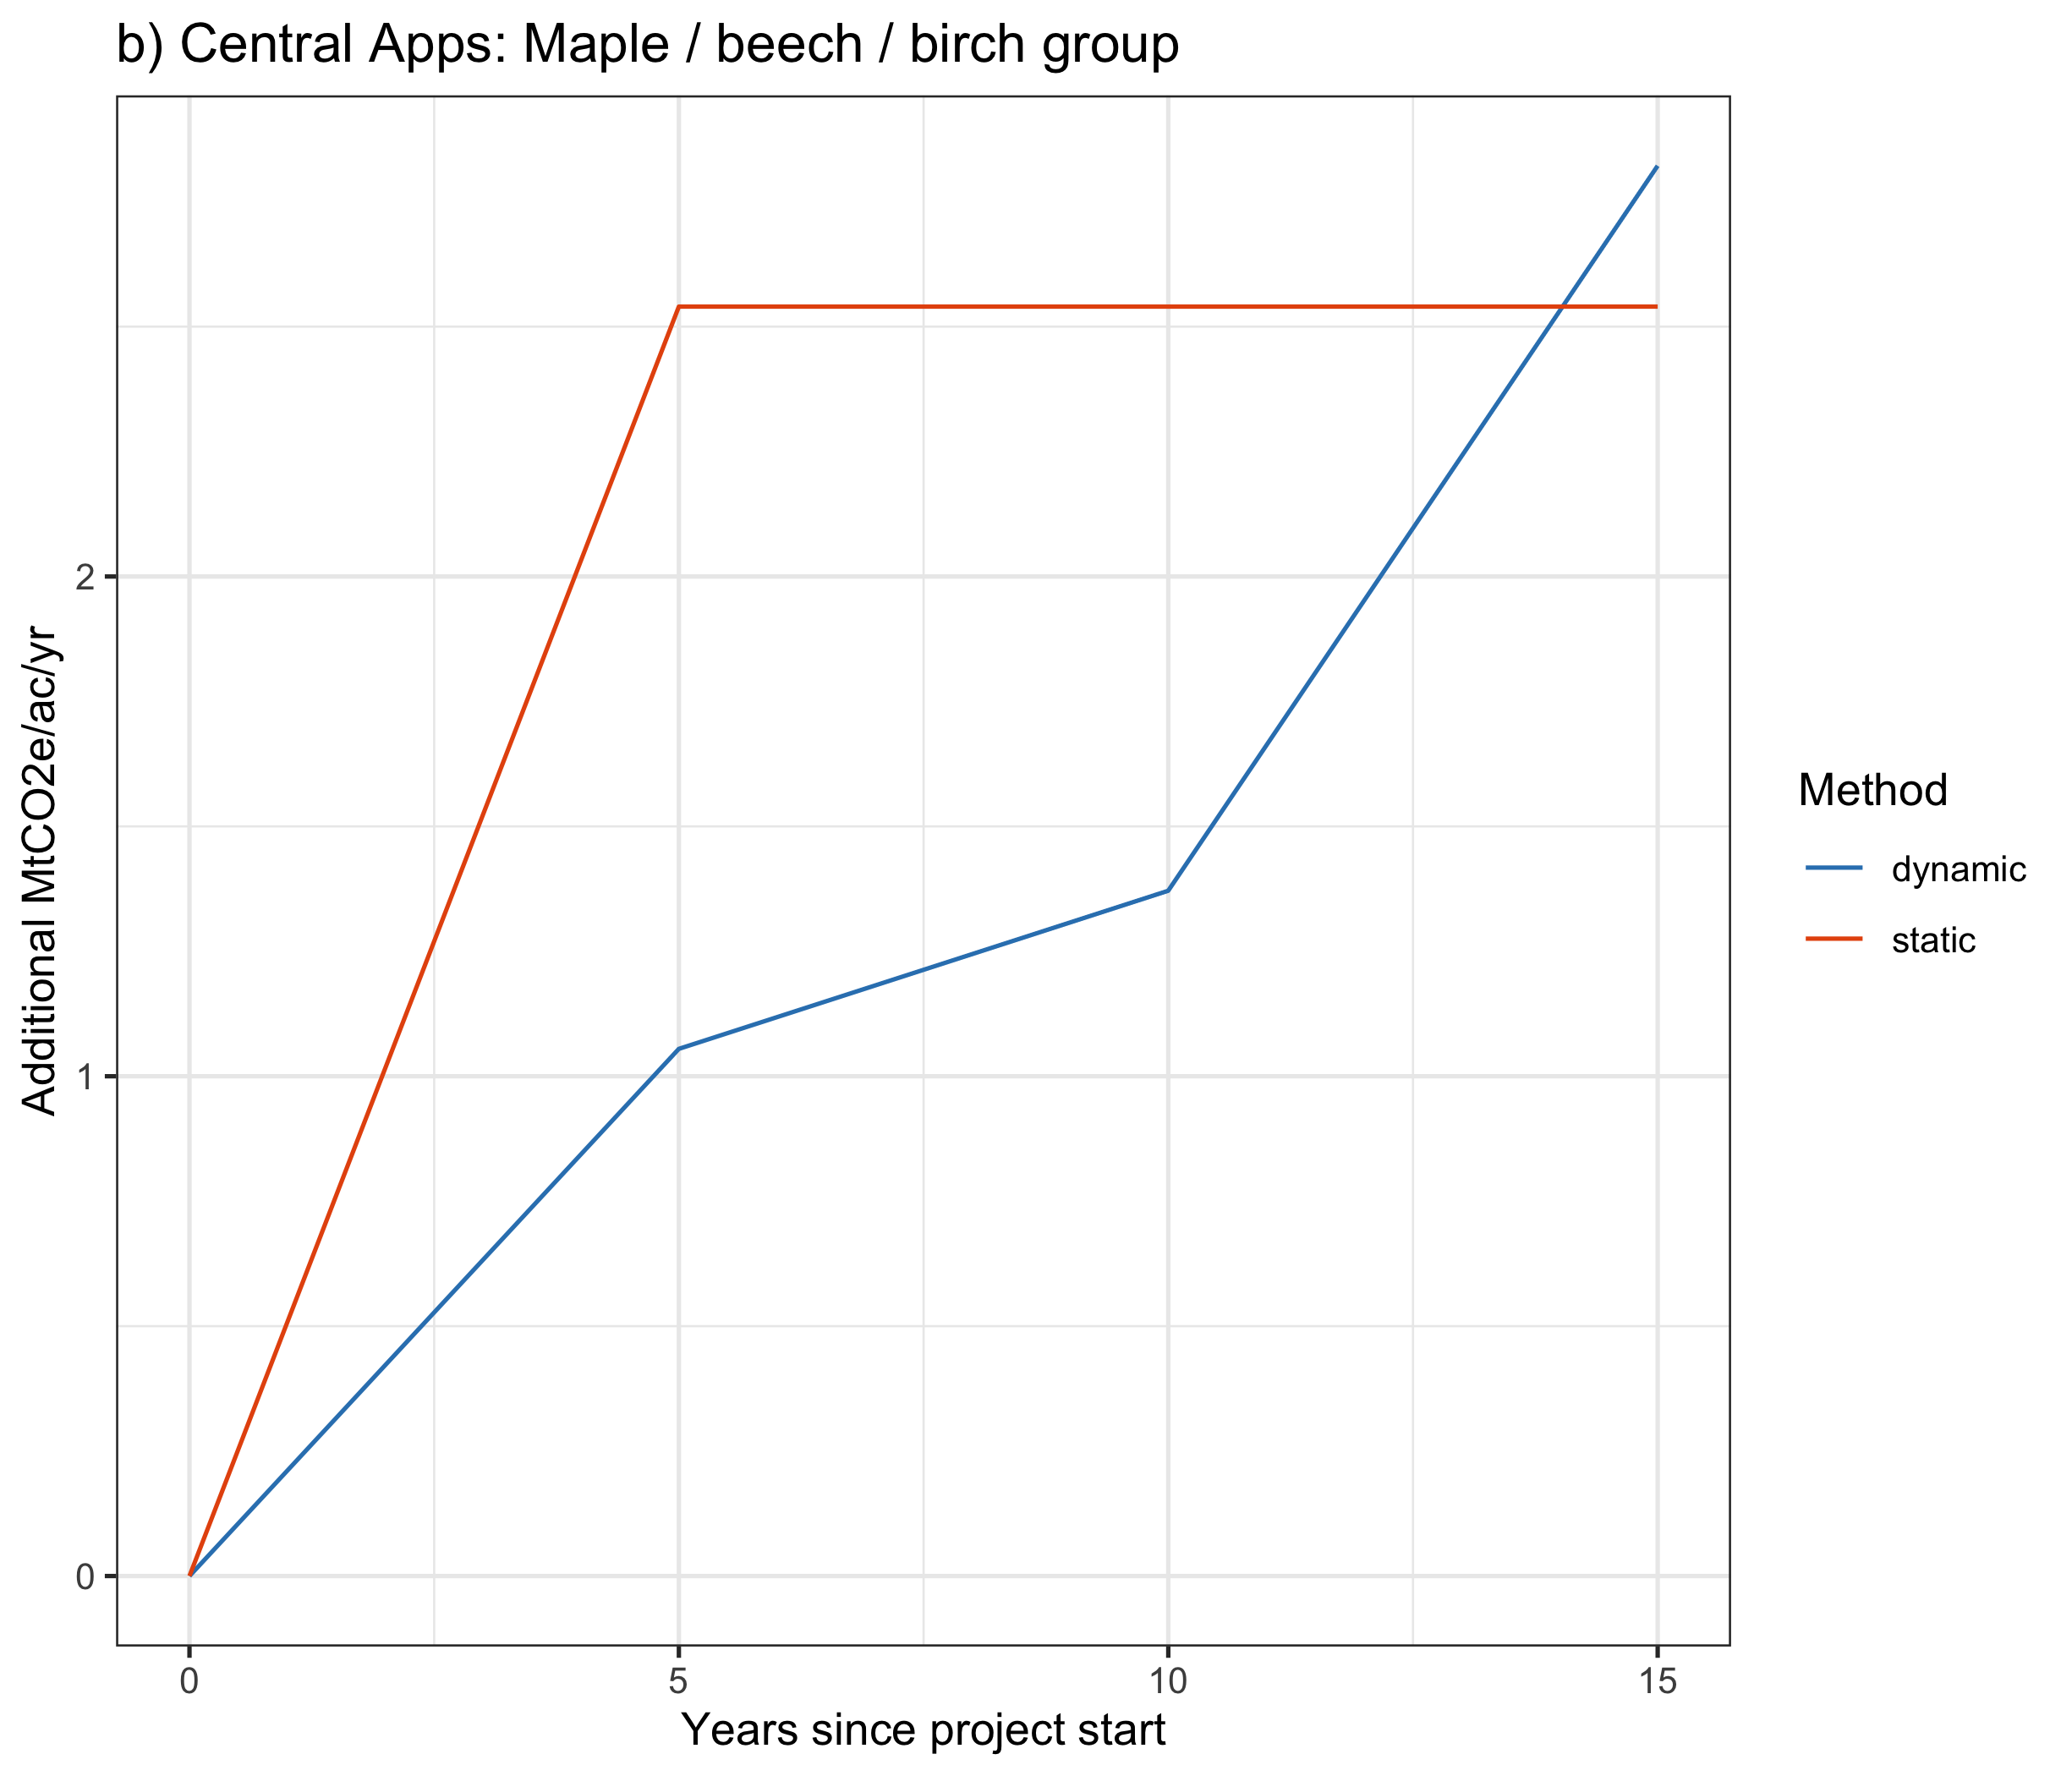 b) Central Aps: Maple / beech / birch group
Additional MtCO2e/ac/yr
2
1
0
0 5 10 15
Years since project start
Method
dynamic
static